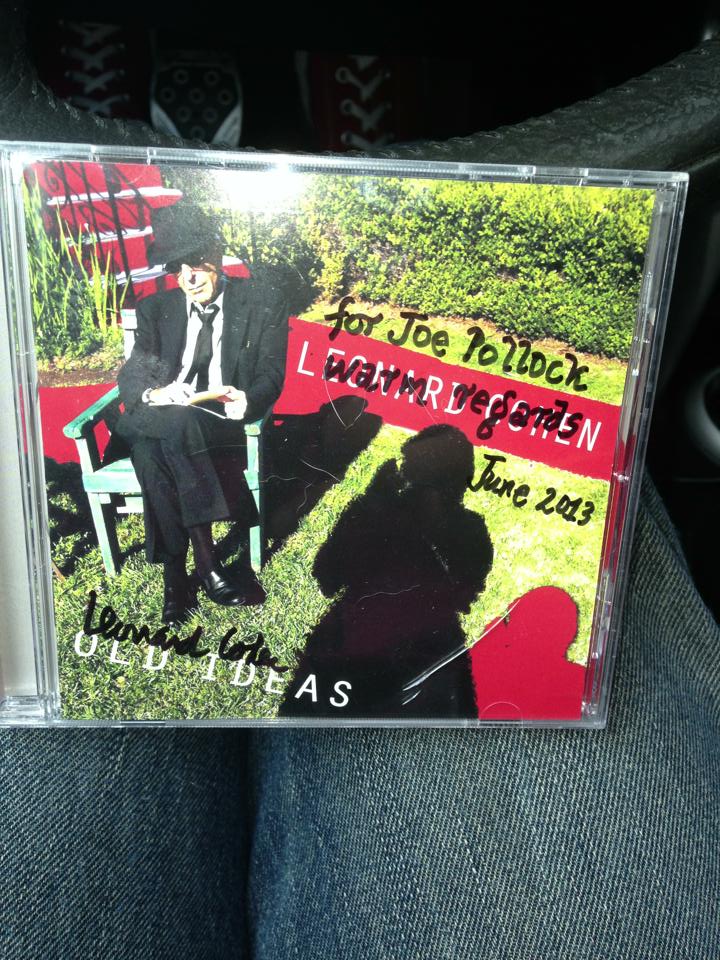 for Joe Pollock
LEONARD COHEN
warm regards
June 2013
Leonard Cohen
OLD IDEAS